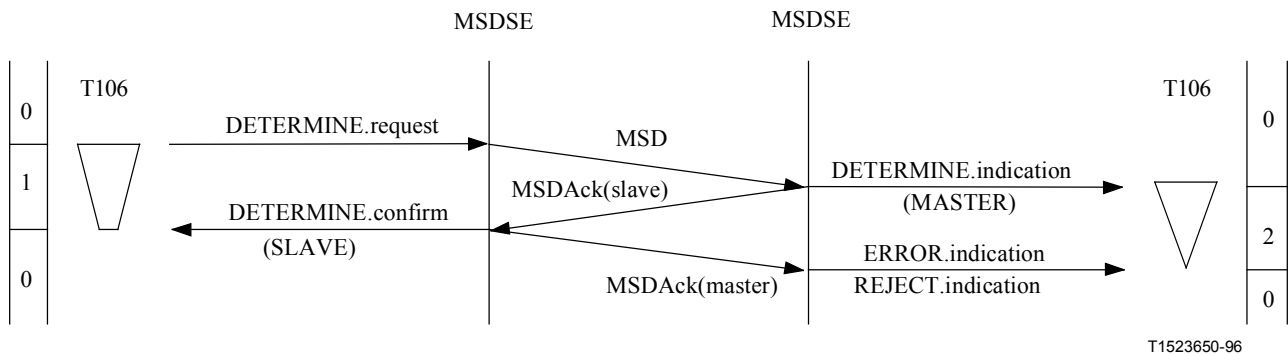 MSDSE MSDSE
T106 T106
0 0
DETERMINE.request MSD
1 MSDAck(slave) DETERMINE.indication
DETERMINE.confirm (MASTER)
(SLAVE) ERROR.indication 2
0 MSDAck(master) REJECT.indication 0
T1523650-96